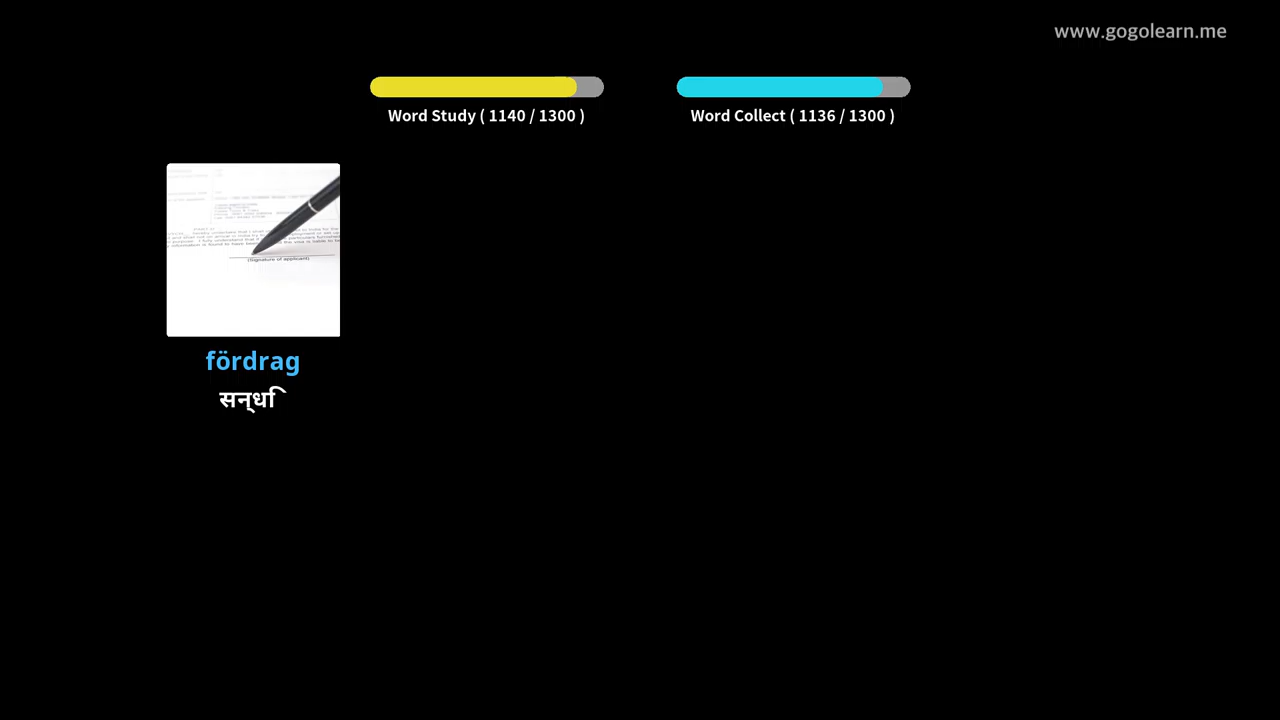 www.gogolearn.me
Word Study ( 1140 / 1300 )
Word Collect ( 1136 / 1300 )
(Signature of applicant)
fördrag
सन्धि